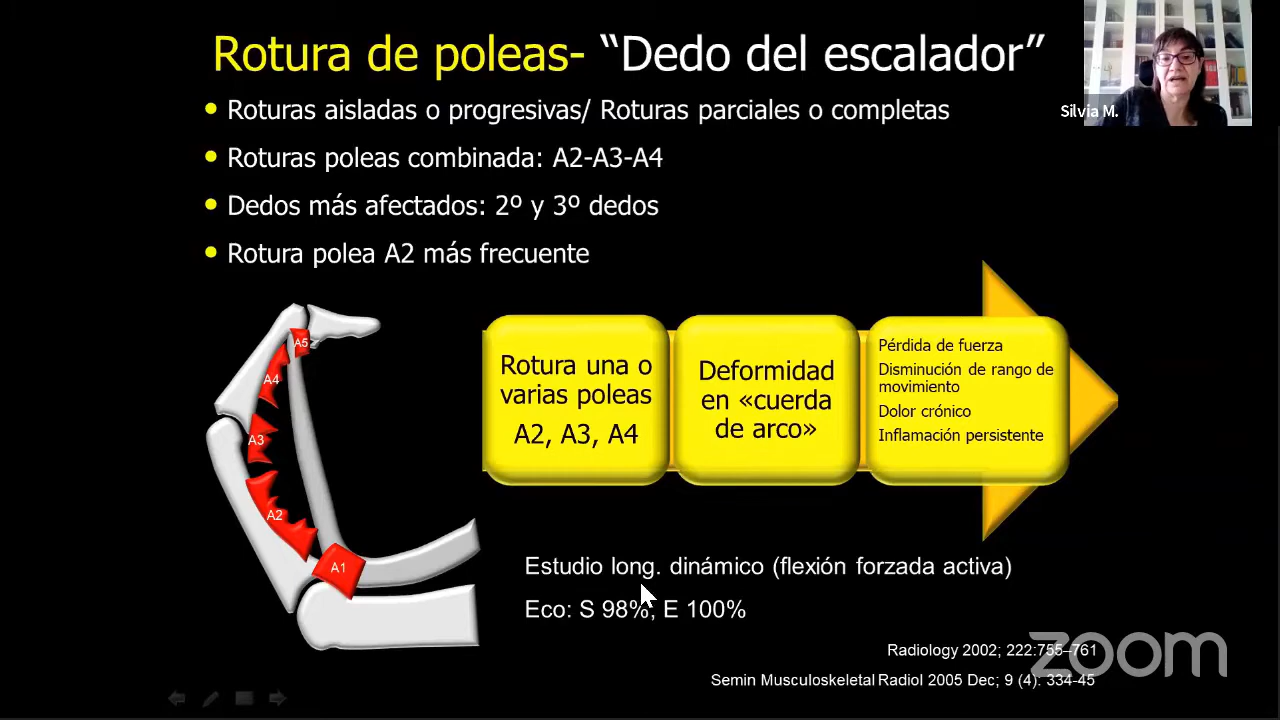 Rotura de poleas- “Dedo del escalador”
Silvia M.
Roturas aisladas o progresivas/ Roturas parciales o completas
Roturas poleas combinada: A2-A3-A4
Dedos más afectados: 2º y 3º dedos
Rotura polea A2 más frecuente
A5
A4
A3
A2
A1
Rotura una o
varias poleas
A2, A3, A4
Deformidad
en «cuerda
de arco»
Pérdida de fuerza
Disminución de rango de
movimiento
Dolor crónico
Inflamación persistente
Estudio long. dinámico (flexión forzada activa)
Eco: S 98%, E 100%
Radiology 2002; 222:755–761
Semin Musculoskeletal Radiol 2005 Dec; 9 (4): 334-45
zoom